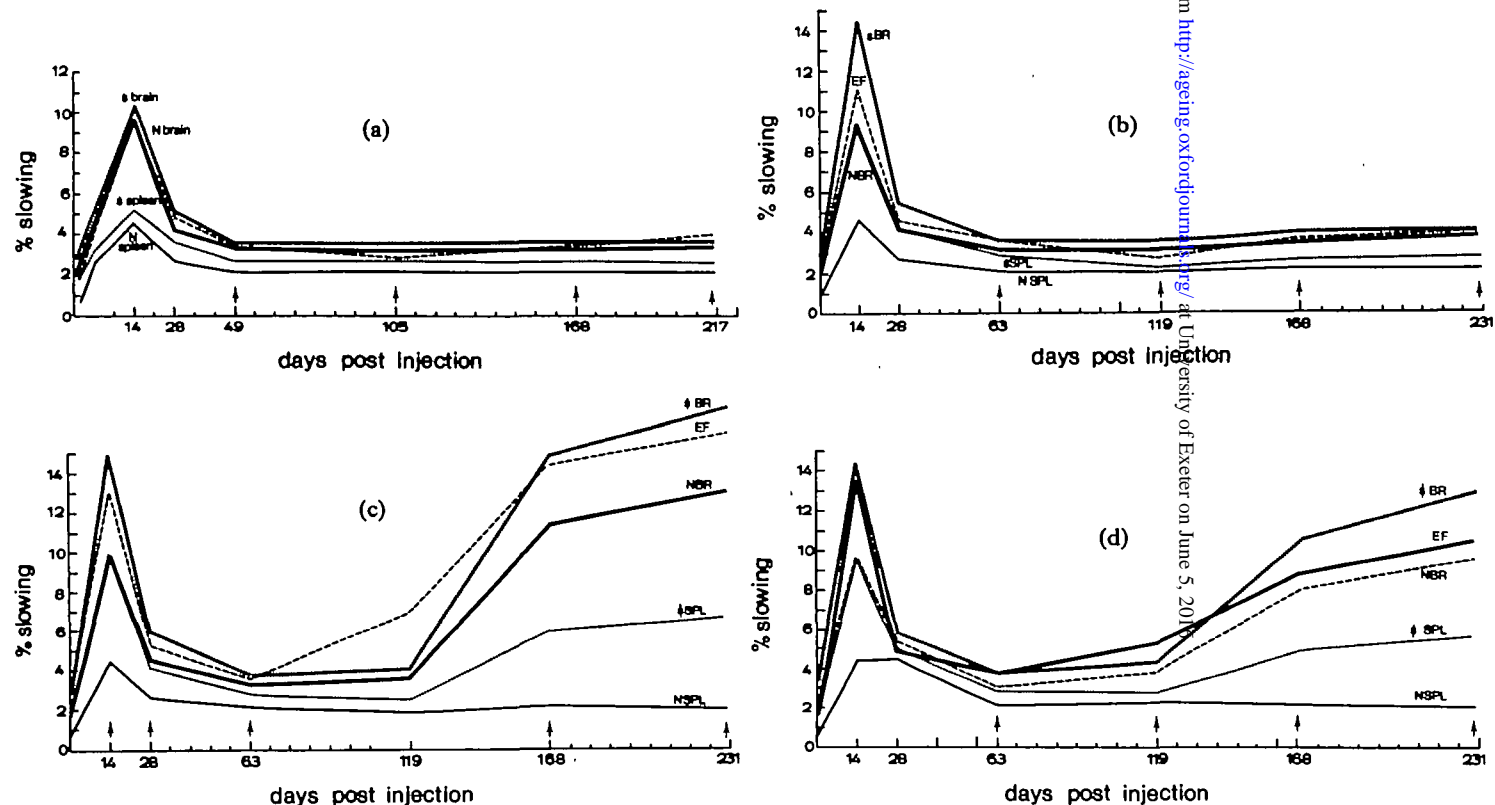 (a)
12
10
8
6
4
2
0
% slowing
s brain
N brain
s spleen
N
spleen
14 28 49 105 168 217
days post injection
(b)
14
12
10
8
6
4
2
0
% slowing
sBR
EF
NBR
sSPL
NSPL
14 28 63 119 168 231
days post injection
(c)
14
12
10
8
6
4
2
0
% slowing
BR
EF
NBR
SPL
NSPL
14 28 63 119 168 231
days post injection
(d)
14
12
10
8
6
4
2
0
% slowing
BR
EF
NBR
SPL
NSPL
14 28 63 119 168 231
days post injection
http://ageing.oxfordjournals.org/ at University of Exeter on June 5, 201